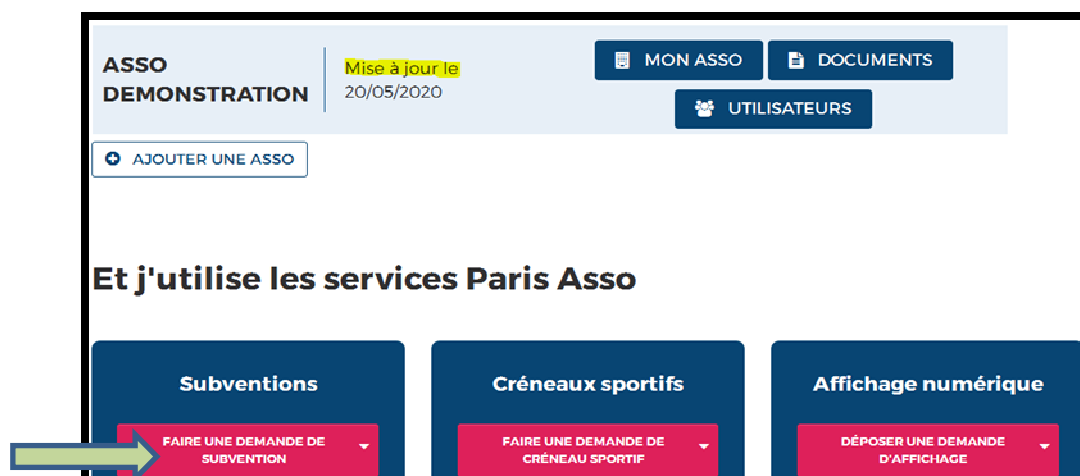 ASSO
DEMONSTRATION
Mise à jour le
20/05/2020
MON ASSO
DOCUMENTS
UTILISATEURS
AJOUTER UNE ASSO
Et j'utilise les services Paris Asso
Subventions
FAIRE UNE DEMANDE DE
SUBVENTION
Créneaux sportifs
FAIRE UNE DEMANDE DE
CRÉNEAU SPORTIF
Affichage numérique
DÉPOSER UNE DEMANDE
D'AFFICHAGE